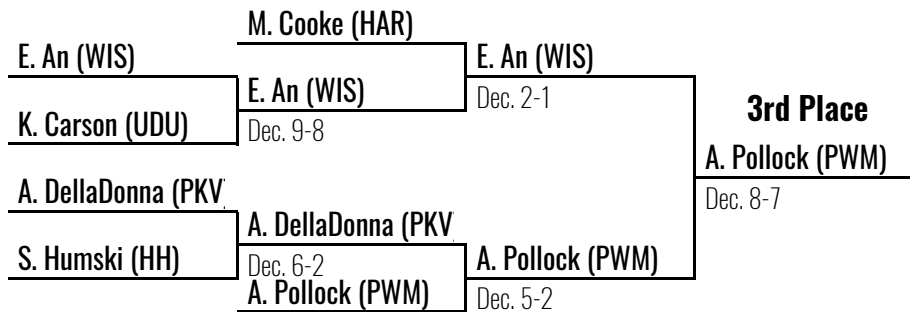 M. Cooke (HAR)
E. An (WIS)
E. An (WIS)
E. An (WIS)
Dec. 2-1
K. Carson (UDU)
Dec. 9-8
3rd Place
A. Pollock (PWM)
Dec. 8-7
A. DellaDonna (PKV
A. DellaDonna (PKV
S. Humski (HH)
Dec. 6-2
A. Pollock (PWM)
A. Pollock (PWM)
Dec. 5-2